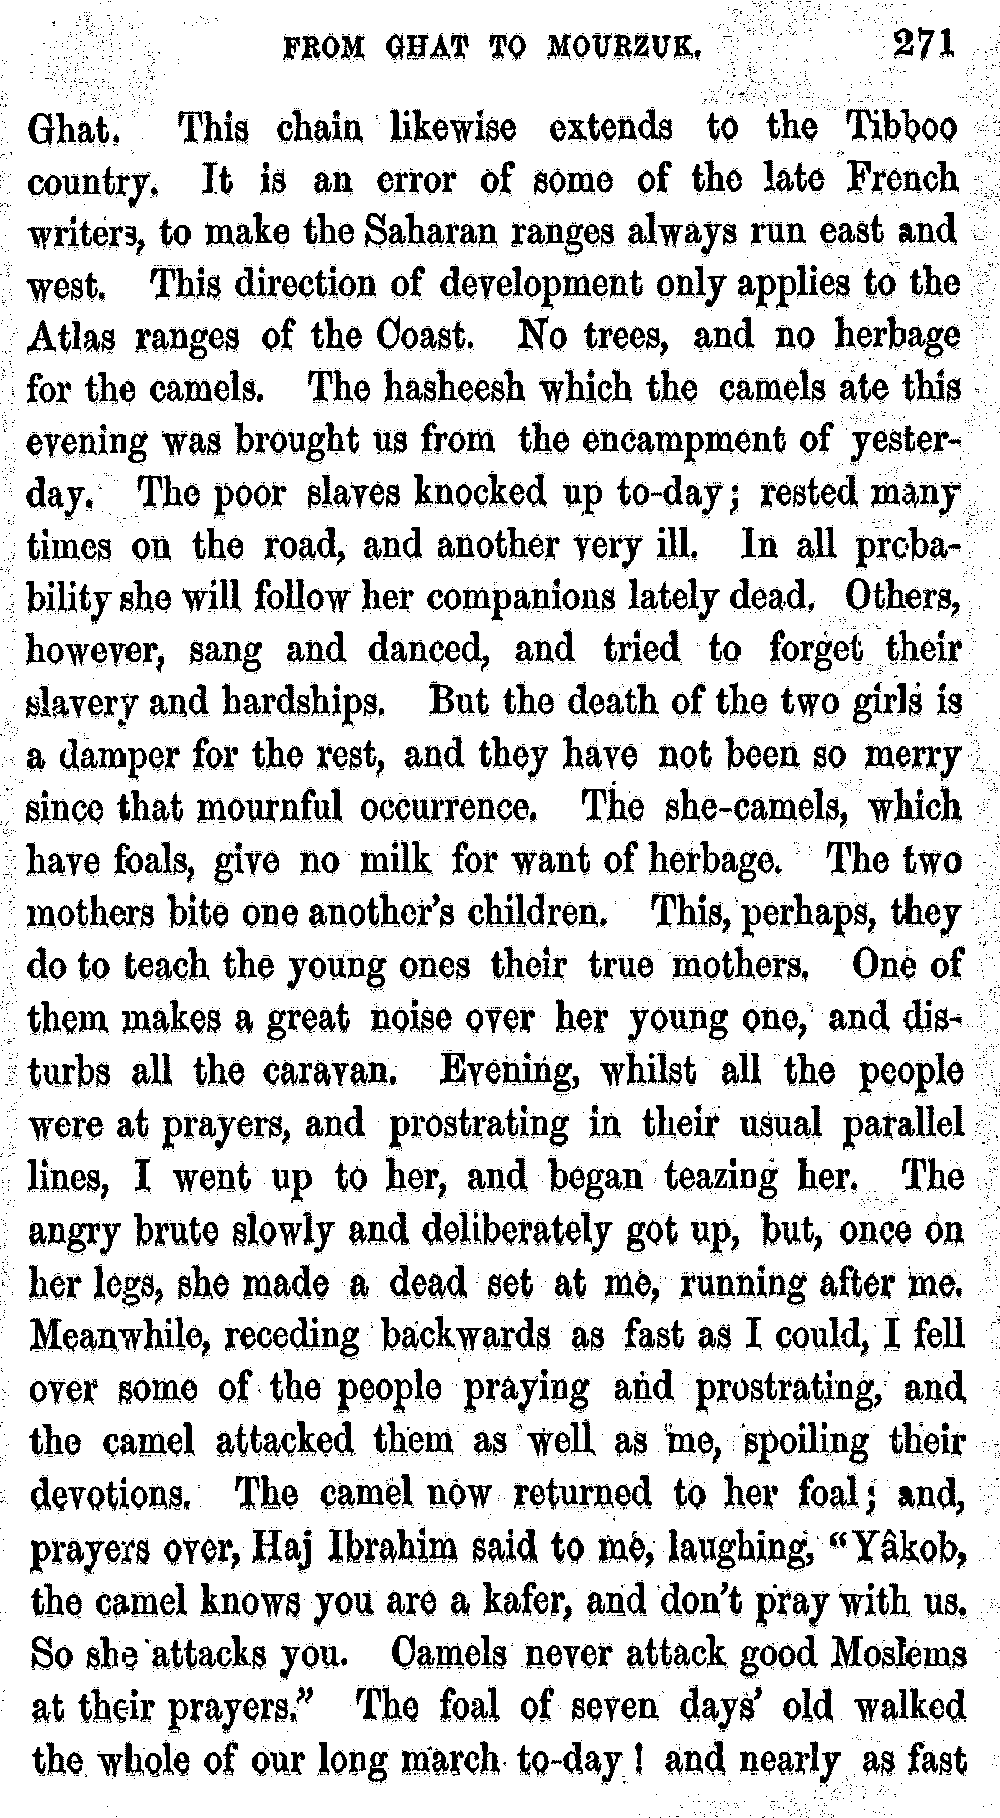 FROM GHAT TO MOURZUK. 271
Ghat. This chain likewise extends to the Tibboo
country. It is an error of some of the late French
writers, to make the Saharan ranges always run east and
west. This direction of development only applies to the
Atlas ranges of the Coast. No trees, and no herbage
for the camels. The hasheesh which the camels ate this
evening was brought us from the encampment of yester-
day. The poor slaves knocked up to-day; rested many
times on the road, and another very ill. In all proba-
bility she will follow her companions lately dead. Others,
however, sang and danced, and tried to forget their
slavery and hardships. But the death of the two girls is
a damper for the rest, and they have not been so merry
since that mournful occurrence. The she-camels, which
have foals, give no milk for want of herbage. The two
mothers bite one another's children. This, perhaps, they
do to teach the young ones their true mothers. One of
them makes a great noise over her young one, and dis-
turbs all the caravan. Evening, whilst all the people
were at prayers, and prostrating in their usual parallel
lines, I went up to her, and began teazing her. The
angry brute slowly and deliberately got up, but, once on
her legs, she made a dead set at me, running after me.
Meanwhile, receding backwards as fast as I could, I fell
over some of the people praying and prostrating, and
the camel attacked them as well as me, spoiling their
devotions. The camel now returned to her foal; and,
prayers over, Haj Ibrahim said to me, laughing, "Yâkob,
the camel knows you are a kafer, and don't pray with us.
So she attacks you. Camels never attack good Moslems
at their prayers." The foal of seven days' old walked
the whole of our long march to-day! and nearly as fast